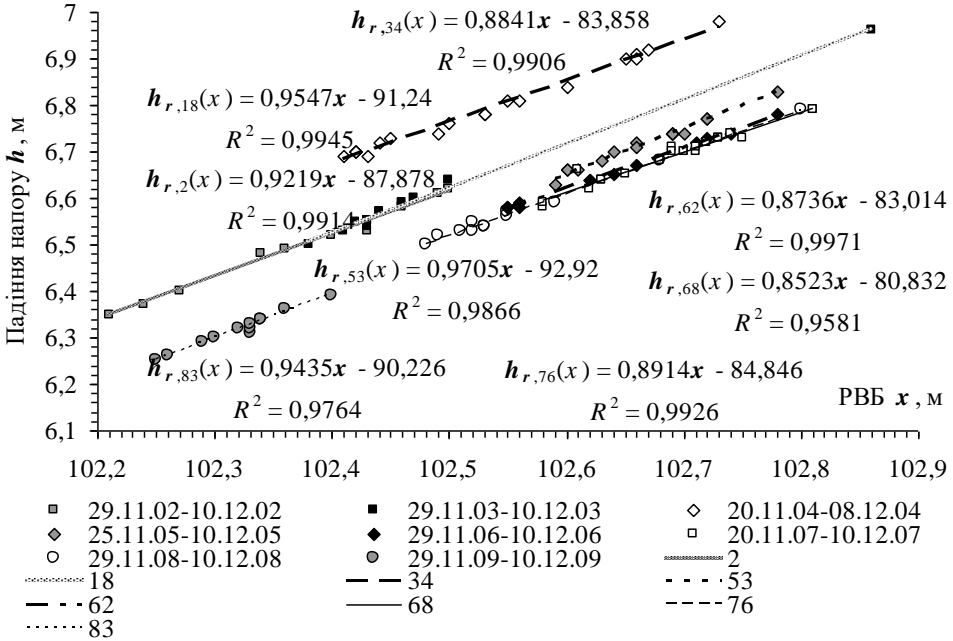 7
6,9
6,8
6,7
6,6
6,5
6,4
6,3
6,2
6,1
Падіння напору h, м
h r,34(x) = 0,8841x - 83,858
R² = 0,9906
h r,18(x) = 0,9547x - 91,24
R² = 0,9945
h r,2(x) = 0,9219x - 87,878
R² = 0,9914
h r,62(x) = 0,8736x - 83,014
R² = 0,9971
h r,53(x) = 0,9705x - 92,92
R² = 0,9866
h r,68(x) = 0,8523x - 80,832
R² = 0,9581
h r,83(x) = 0,9435x - 90,226
R² = 0,9764
h r,76(x) = 0,8914x - 84,846
R² = 0,9926
РВБ x, м
102,2 102,3 102,4 102,5 102,6 102,7 102,8 102,9
29.11.02-10.12.02 29.11.03-10.12.03 20.11.04-08.12.04
25.11.05-10.12.05 29.11.06-10.12.06 20.11.07-10.12.07
29.11.08-10.12.08 29.11.09-10.12.09 2
18 34 53
62 68 76
83